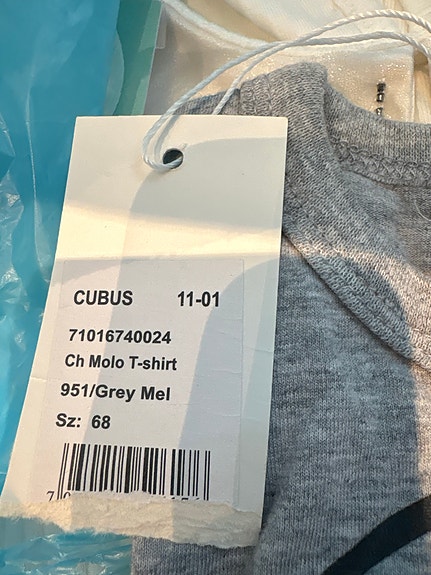 CUBUS 11-01
71016740024
Ch Molo T-shirt
951/Grey Mel
Sz: 68